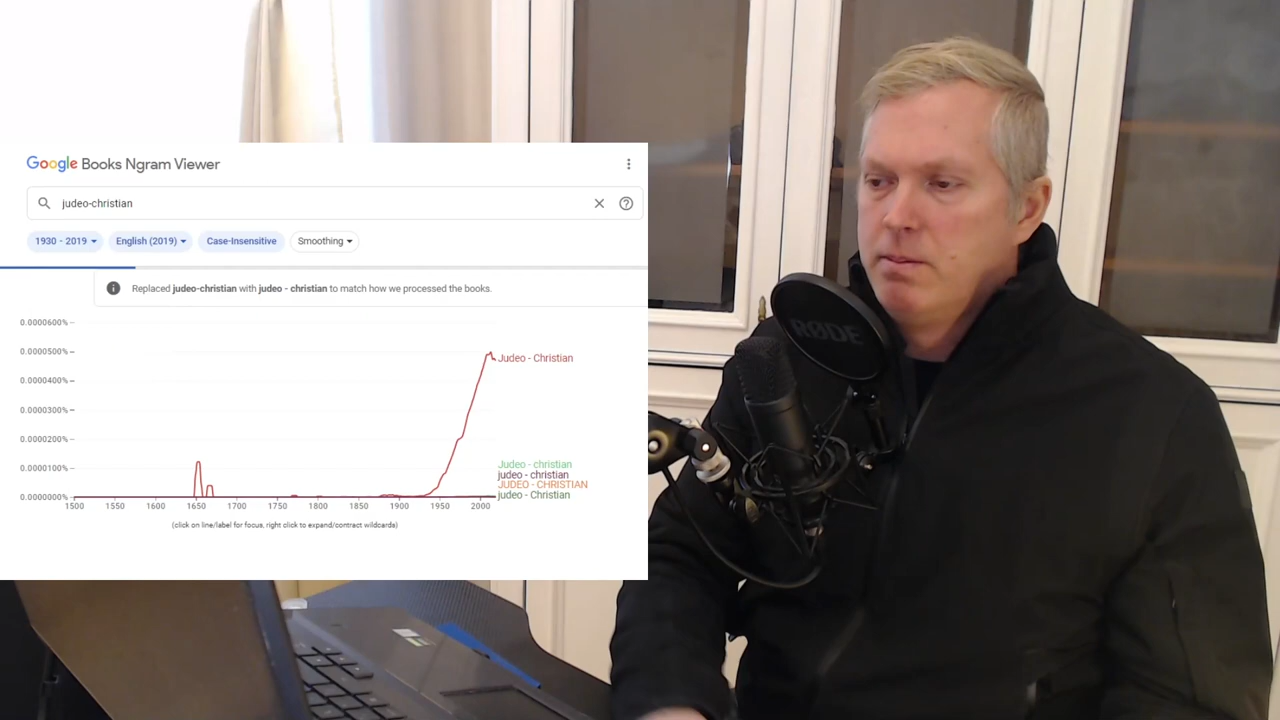 Google Books Ngram Viewer
judeo-christian
1930 - 2019
English (2019)
Case-Insensitive
Smoothing
Replaced judeo-christian with judeo - christian to match how we processed the books.
0.0000600%
0.0000500%
Judeo - Christian
0.0000400%
0.0000300%
0.0000200%
0.0000100%
Judeo - christian
judeo - christian
JUDEO - CHRISTIAN
judeo - Christian
0.0000000%
1500 1550 1600 1650 1700 1750 1800 1850 1900 1950 2000
(click on line/label for focus, right click to expand/contract wildcards)
RØDE